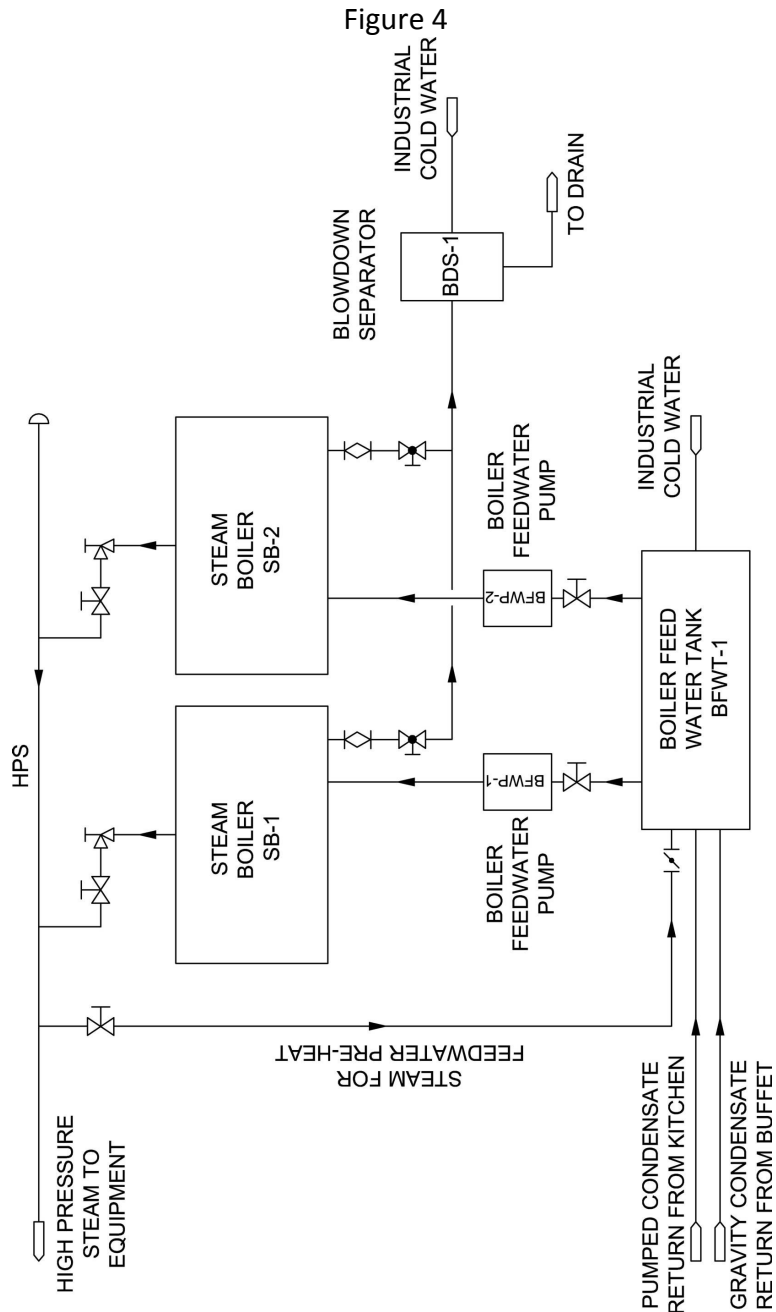 Figure 4
HPS
HIGH PRESSURE
STEAM TO
EQUIPMENT
STEAM
BOILER
SB-1
STEAM
BOILER
SB-2
BLOWDOWN
SEPARATOR
BDS-1
INDUSTRIAL
COLD WATER
TO DRAIN
STEAM FOR
FEEDWATER PRE-HEAT
BOILER
FEEDWATER
PUMP
BFWP-1
BOILER
FEEDWATER
PUMP
BFWP-2
BOILER FEED
WATER TANK
BFWT-1
INDUSTRIAL
COLD WATER
PUMPED CONDENSATE
RETURN FROM KITCHEN
GRAVITY CONDENSATE
RETURN FROM BUFFET